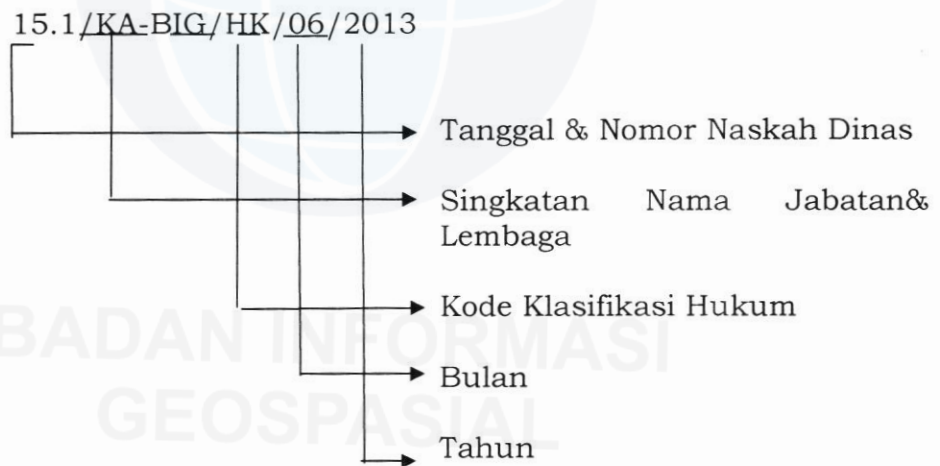 15.1/KA-BIG/HK/06/2013
Tanggal & Nomor Naskah Dinas
Singkatan Nama Jabatan&
Lembaga
Kode Klasifikasi Hukum
BADAN INFORMASI
Bulan
GEOSPASIAL
Tahun